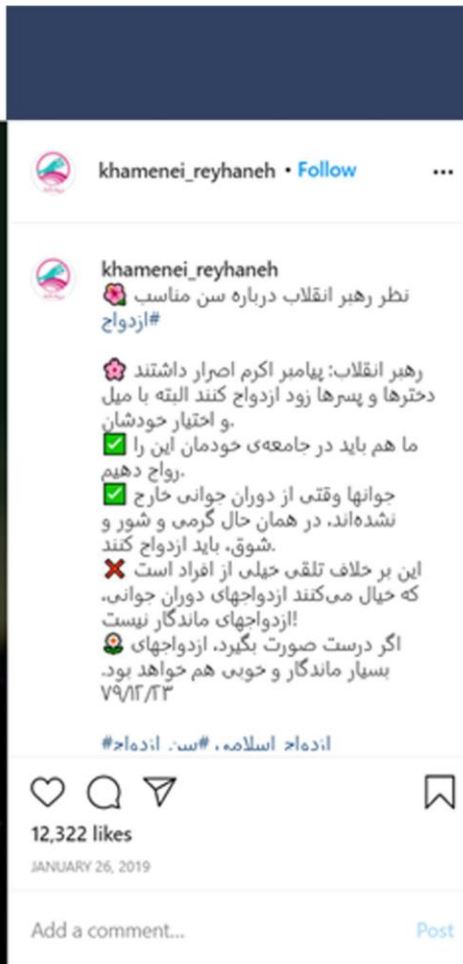 khamenei_reyhaneh • Follow
khamenei_reyhaneh
نظر رهبر انقلاب درباره سن مناسب
#ازدواج
رهبر انقلاب: پیامبر اکرم اصرار داشتند
دخترها و پسرها زود ازدواج کنند البته با میل
و اختیار خودشان.
ما هم باید در جامعه‌ی خودمان این را
رواج دهیم.
جوانها وقتی از دوران جوانی خارج
نشده‌اند، در همان حال گرمی و شور و
شوق، باید ازدواج کنند.
این بر خلاف تلقی خیلی از افراد است
که خیال می‌کنند ازدواجهای دوران جوانی،
ازدواجهای ماندگار نیست!
اگر درست صورت بگیرد، ازدواجهای
بسیار ماندگار و خوبی هم خواهد بود.
۷۹/۱۲/۲۳
#ازدواج_اسلامی #سن_ازدواج
12,322 likes
JANUARY 26, 2019
Add a comment...
Post